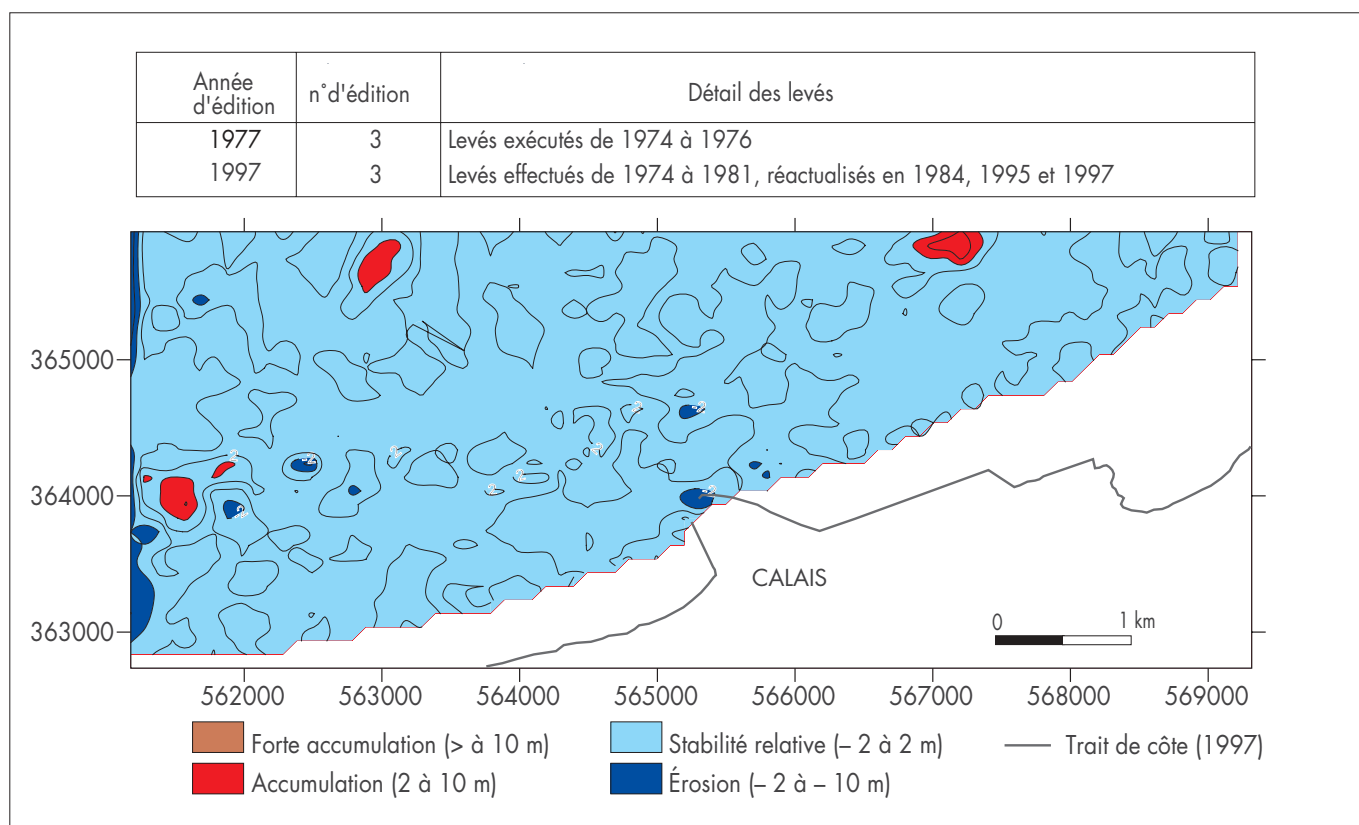 Année d'édition n°d'édition Détail des levés
1977 3 Levés exécutés de 1974 à 1976
1997 3 Levés effectués de 1974 à 1981, réactualisés en 1984, 1995 et 1997
365000
364000
363000
CALAIS
0 1 km
562000 563000 564000 565000 566000 567000 568000 569000
Forte accumulation (> à 10 m)
Accumulation (2 à 10 m)
Stabilité relative (– 2 à 2 m)
Érosion (– 2 à – 10 m)
Trait de côte (1997)